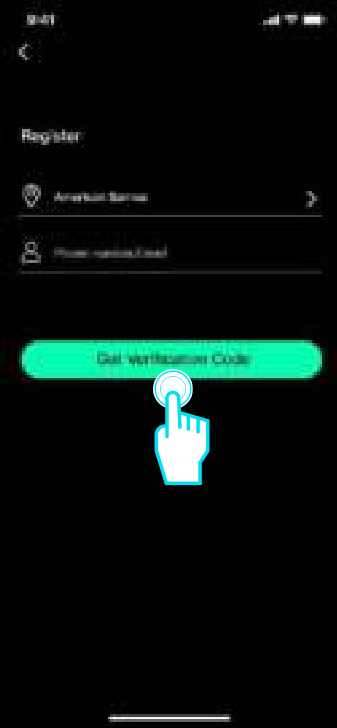 9:41
Register
American Samoa
Phone number/Email
Get Verification Code